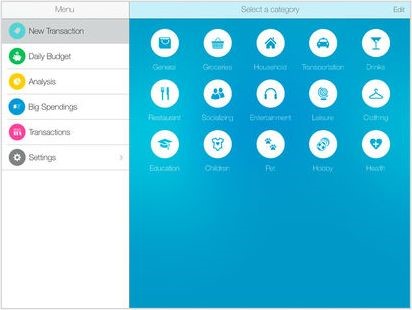 Menu
Select a category
Edit
New Transaction
Daily Budget
Analysis
Big Spendings
Transactions
Settings
General
Groceries
Household
Transportation
Drinks
Restaurant
Socializing
Entertainment
Leisure
Clothing
Education
Children
Pet
Hobby
Health